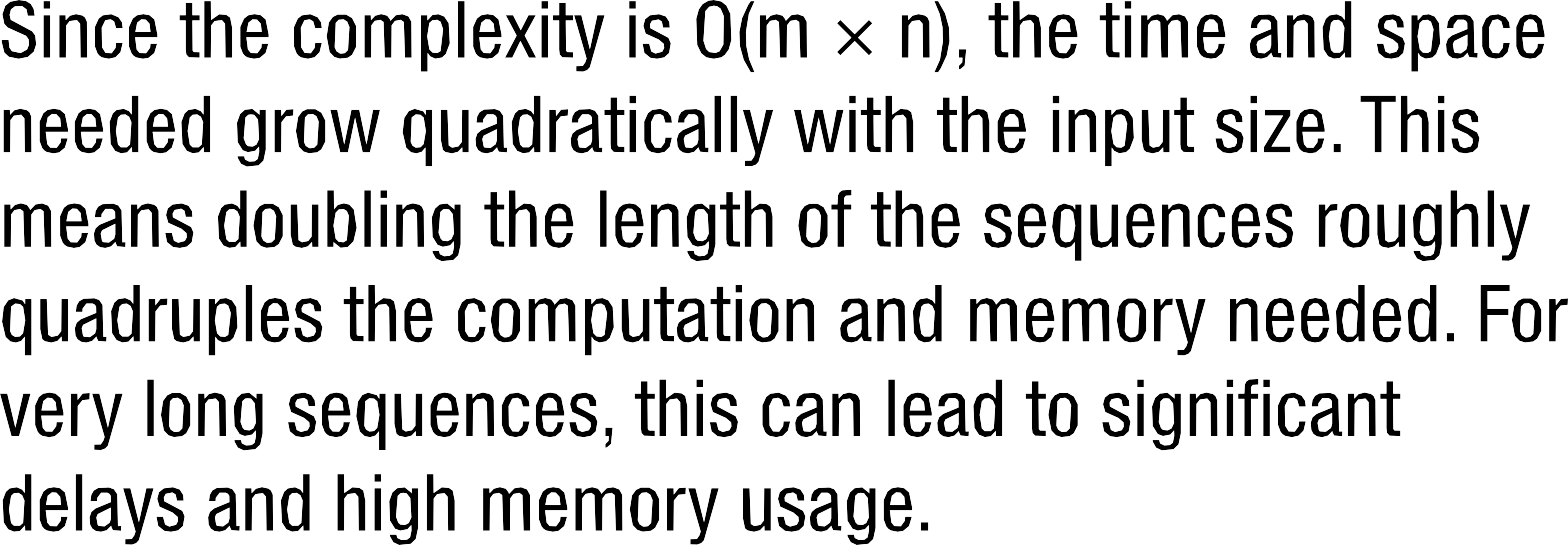 Since the complexity is O(m × n), the time and space
needed grow quadratically with the input size. This
means doubling the length of the sequences roughly
quadruples the computation and memory needed. For
very long sequences, this can lead to significant
delays and high memory usage.